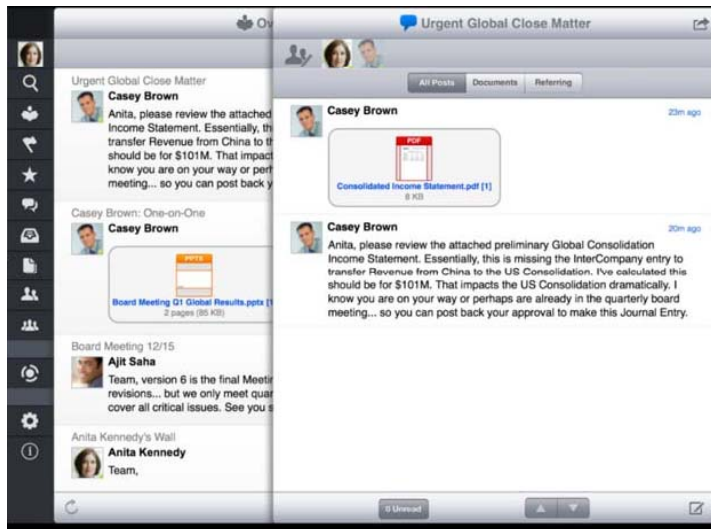 Ov
Urgent Global Close Matter
Casey Brown
Anita, please review the attached
Income Statement. Essentially, th
transfer Revenue from China to th
should be for $101M. That impact
know you are on your way or perh
meeting... so you can post back y
Casey Brown: One-on-One
Casey Brown
PPTX
Board Meeting Q1 Global Results.pptx [1
2 pages (85 KB)
Board Meeting 12/15
Ajit Saha
Team, version 6 is the final Meetin
revisions... but we only meet quar
cover all critical issues. See you s
Anita Kennedy's Wall
Anita Kennedy
Team,
Urgent Global Close Matter
All Posts Documents Referring
Casey Brown 23m ago
PDF
Consolidated Income Statement.pdf [1]
8 KB
Casey Brown 20m ago
Anita, please review the attached preliminary Global Consolidation
Income Statement. Essentially, this is missing the InterCompany entry to
transfer Revenue from China to the US Consolidation. I've calculated this
should be for $101M. That impacts the US Consolidation dramatically. I
know you are on your way or perhaps are already in the quarterly board
meeting... so you can post back your approval to make this Journal Entry.
0 Unread